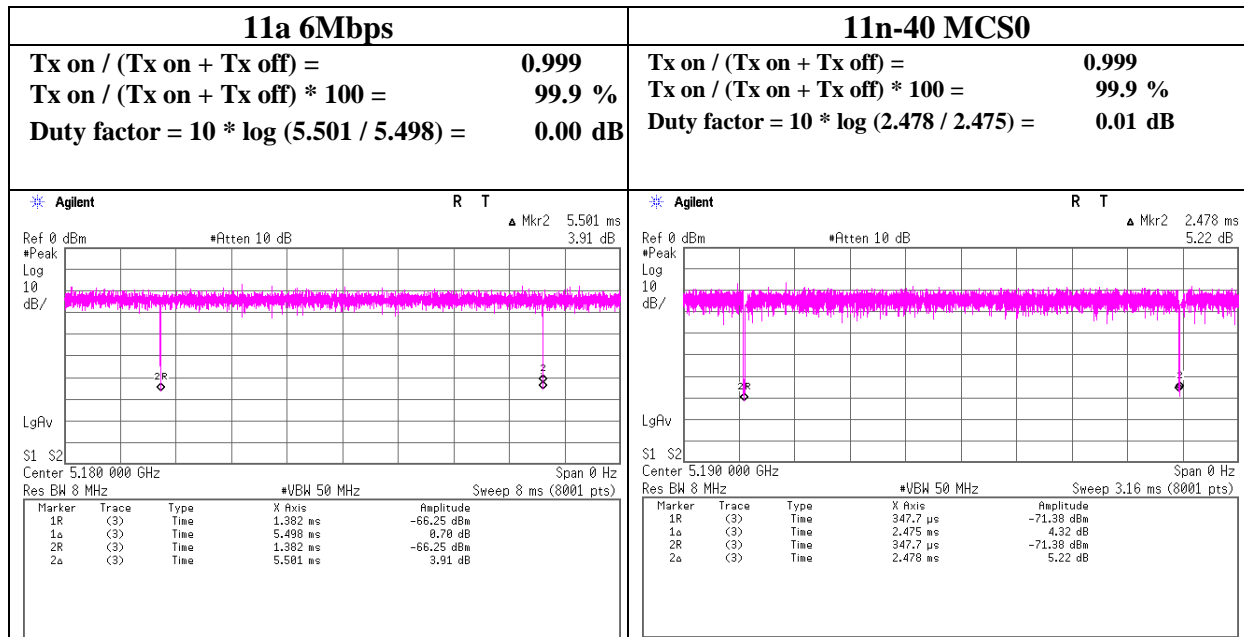 11a 6Mbps
Tx on / (Tx on + Tx off) = 0.999
Tx on / (Tx on + Tx off) * 100 = 99.9 %
Duty factor = 10 * log (5.501 / 5.498) = 0.00 dB
11n-40 MCS0
Tx on / (Tx on + Tx off) = 0.999
Tx on / (Tx on + Tx off) * 100 = 99.9 %
Duty factor = 10 * log (2.478 / 2.475) = 0.01 dB
Agilent R T
Δ Mkr2 5.501 ms
Ref 0 dBm #Atten 10 dB 3.91 dB
#Peak
Log
10
dB/
2R 2
LgAv
S1 S2
Center 5.180 000 GHz Span 0 Hz
Res BW 8 MHz #VBW 50 MHz Sweep 8 ms (8001 pts)
Marker Trace Type X Axis Amplitude
1R (3) Time 1.382 ms -66.25 dBm
1Δ (3) Time 5.498 ms 0.70 dB
2R (3) Time 1.382 ms -66.25 dBm
2Δ (3) Time 5.501 ms 3.91 dB
Agilent R T
Δ Mkr2 2.478 ms
Ref 0 dBm #Atten 10 dB 5.22 dB
#Peak
Log
10
dB/
2R 2
LgAv
S1 S2
Center 5.190 000 GHz Span 0 Hz
Res BW 8 MHz #VBW 50 MHz Sweep 3.16 ms (8001 pts)
Marker Trace Type X Axis Amplitude
1R (3) Time 347.7 µs -71.38 dBm
1Δ (3) Time 2.475 ms 4.32 dB
2R (3) Time 347.7 µs -71.38 dBm
2Δ (3) Time 2.478 ms 5.22 dB